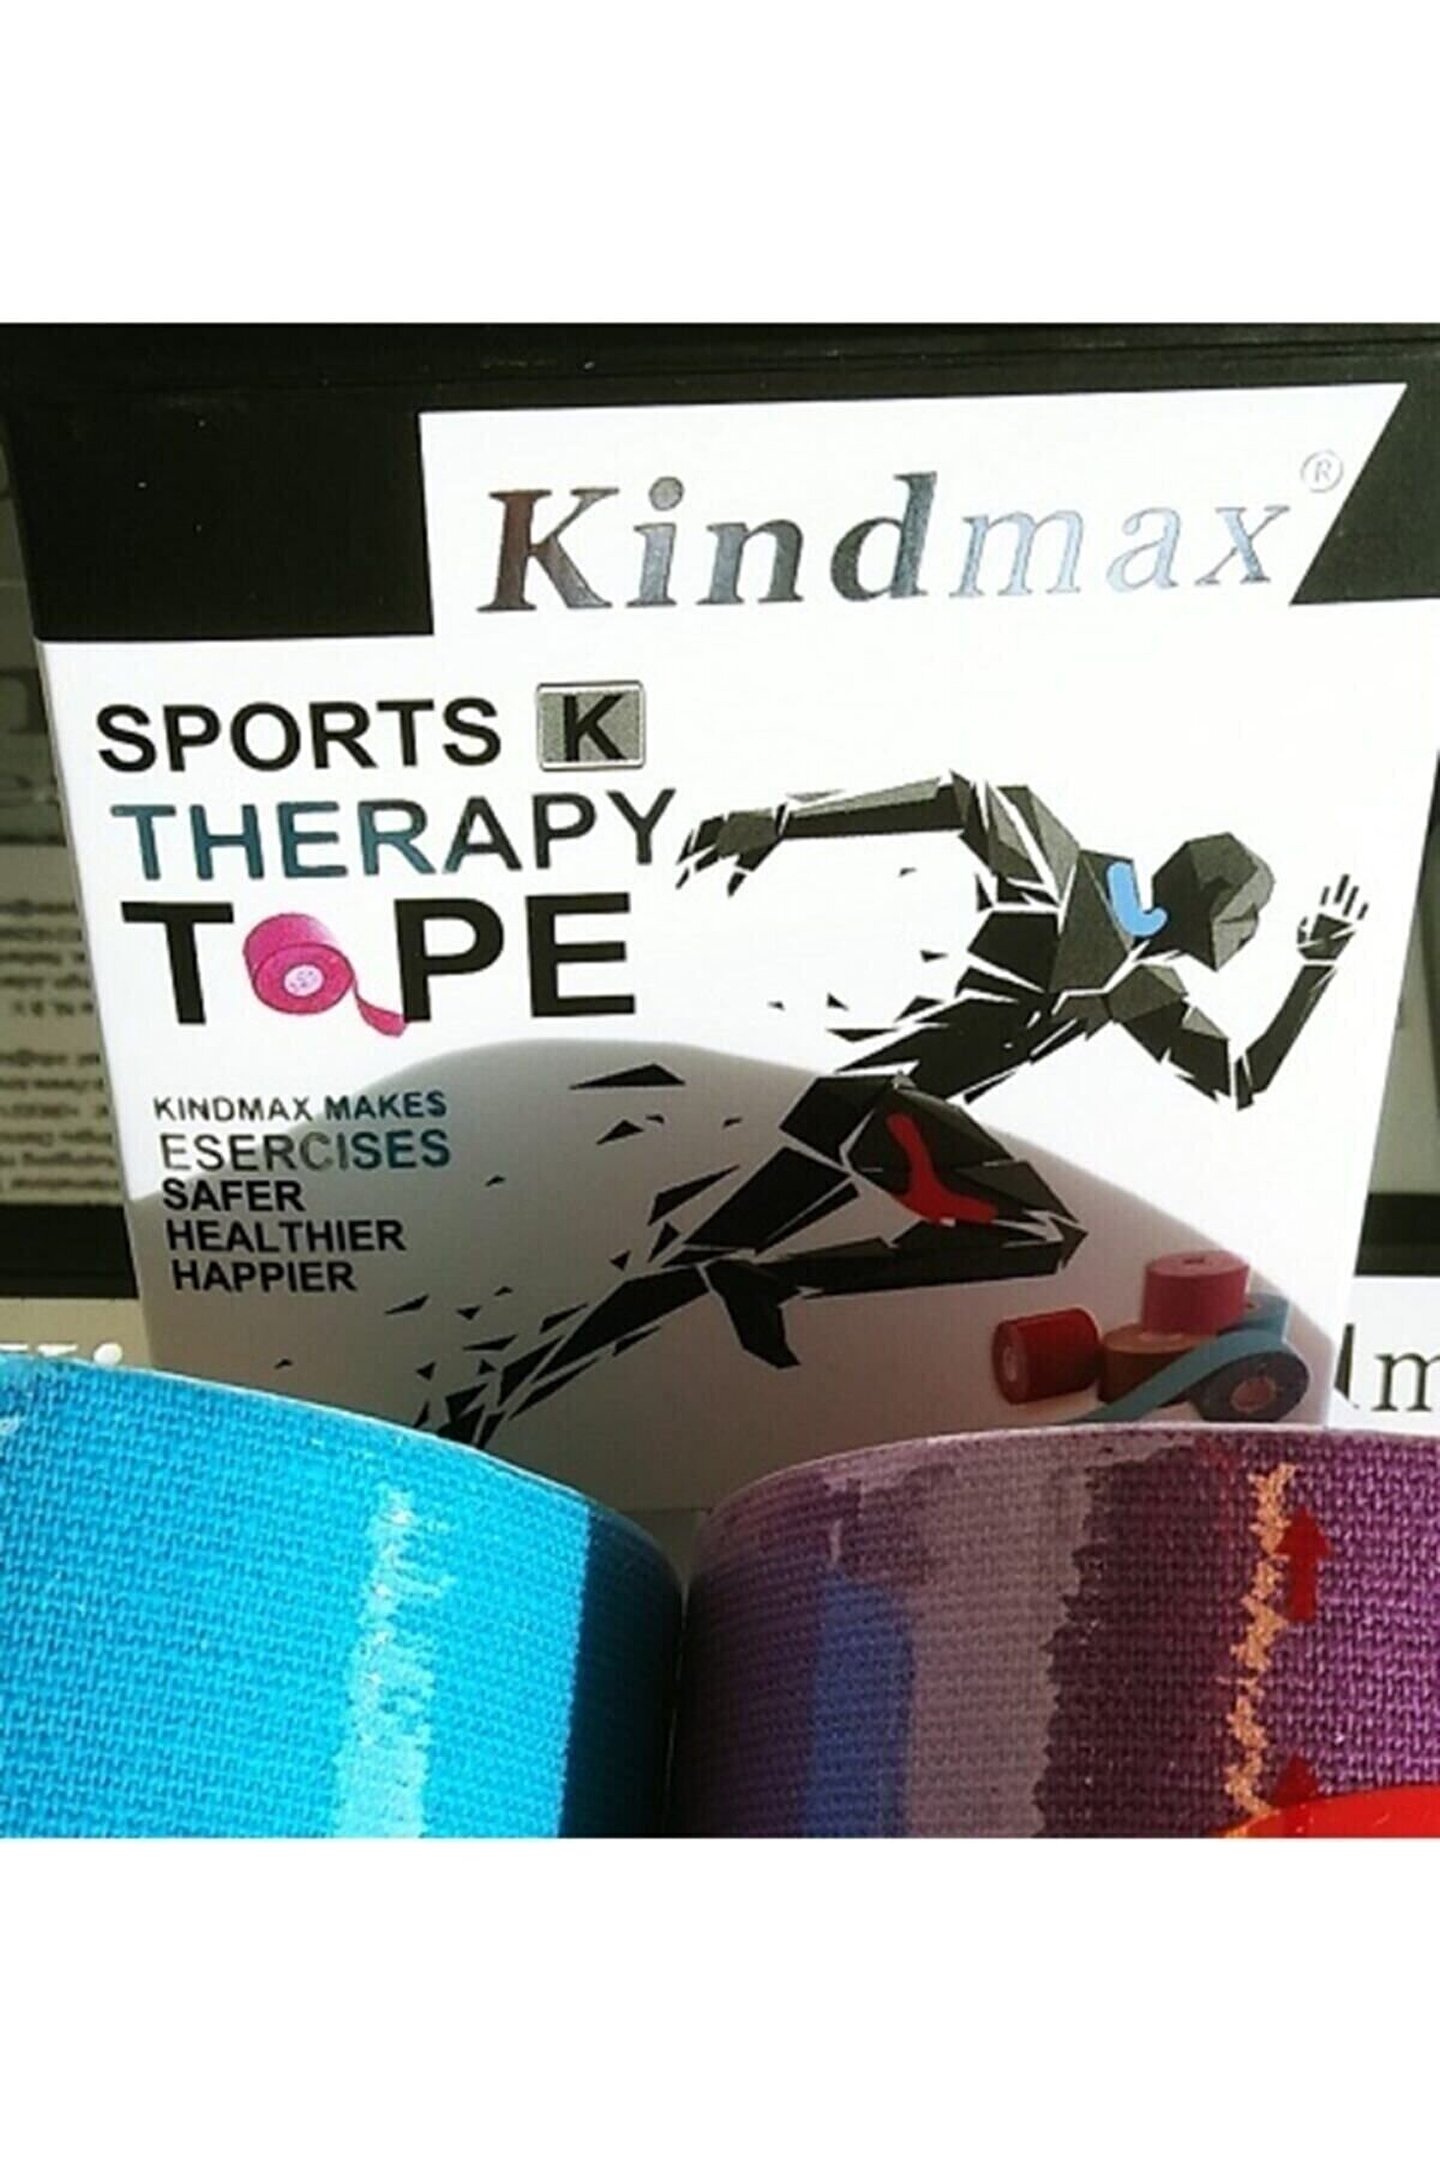 Kindmax®
SPORTS K
THERAPY
TAPE
KINDMAX MAKES
ESERCISES
SAFER
HEALTHIER
HAPPIER